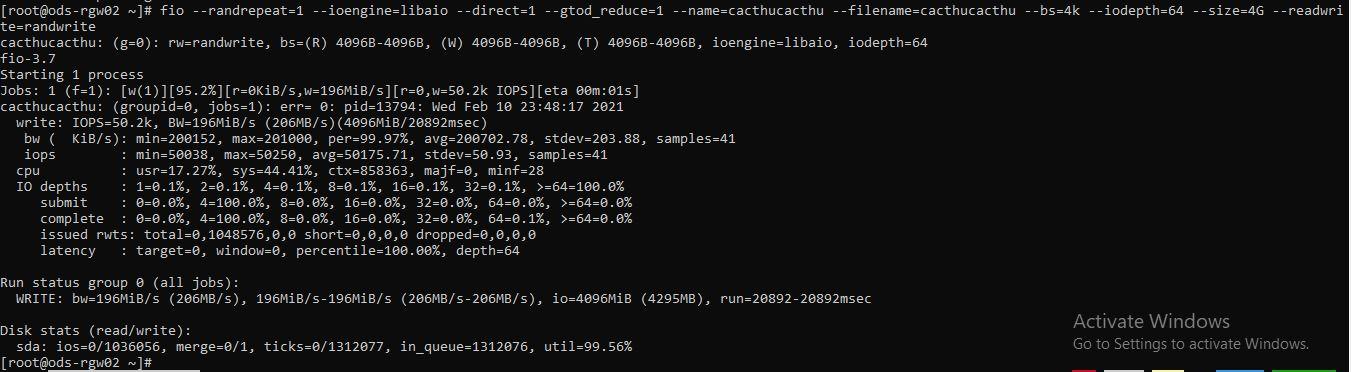 [root@ods-rgw02 ~]# fio --randrepeat=1 --ioengine=libaio --direct=1 --gtod_reduce=1 --name=cacthucacthu --filename=cacthucacthu --bs=4k --iodepth=64 --size=4G --readwri
te=randwrite
cacthucacthu: (g=0): rw=randwrite, bs=(R) 4096B-4096B, (W) 4096B-4096B, (T) 4096B-4096B, ioengine=libaio, iodepth=64
fio-3.7
Starting 1 process
Jobs: 1 (f=1): [w(1)][95.2%][r=0KiB/s,w=196MiB/s][r=0,w=50.2k IOPS][eta 00m:01s]
cacthucacthu: (groupid=0, jobs=1): err= 0: pid=13794: Wed Feb 10 23:48:17 2021
  write: IOPS=50.2k, BW=196MiB/s (206MB/s)(4096MiB/20892msec)
   bw (  KiB/s): min=200152, max=201000, per=99.97%, avg=200702.78, stdev=203.88, samples=41
   iops        : min=50038, max=50250, avg=50175.71, stdev=50.93, samples=41
  cpu          : usr=17.27%, sys=44.41%, ctx=858363, majf=0, minf=28
  IO depths    : 1=0.1%, 2=0.1%, 4=0.1%, 8=0.1%, 16=0.1%, 32=0.1%, >=64=100.0%
     submit    : 0=0.0%, 4=100.0%, 8=0.0%, 16=0.0%, 32=0.0%, 64=0.0%, >=64=0.0%
     complete  : 0=0.0%, 4=100.0%, 8=0.0%, 16=0.0%, 32=0.0%, 64=0.1%, >=64=0.0%
     issued rwts: total=0,1048576,0,0 short=0,0,0,0 dropped=0,0,0,0
     latency   : target=0, window=0, percentile=100.00%, depth=64
Run status group 0 (all jobs):
  WRITE: bw=196MiB/s (206MB/s), 196MiB/s-196MiB/s (206MB/s-206MB/s), io=4096MiB (4295MB), run=20892-20892msec
Disk stats (read/write):
  sda: ios=0/1036056, merge=0/1, ticks=0/1312077, in_queue=1312076, util=99.56%
[root@ods-rgw02 ~]#
Activate Windows
Go to Settings to activate Windows.